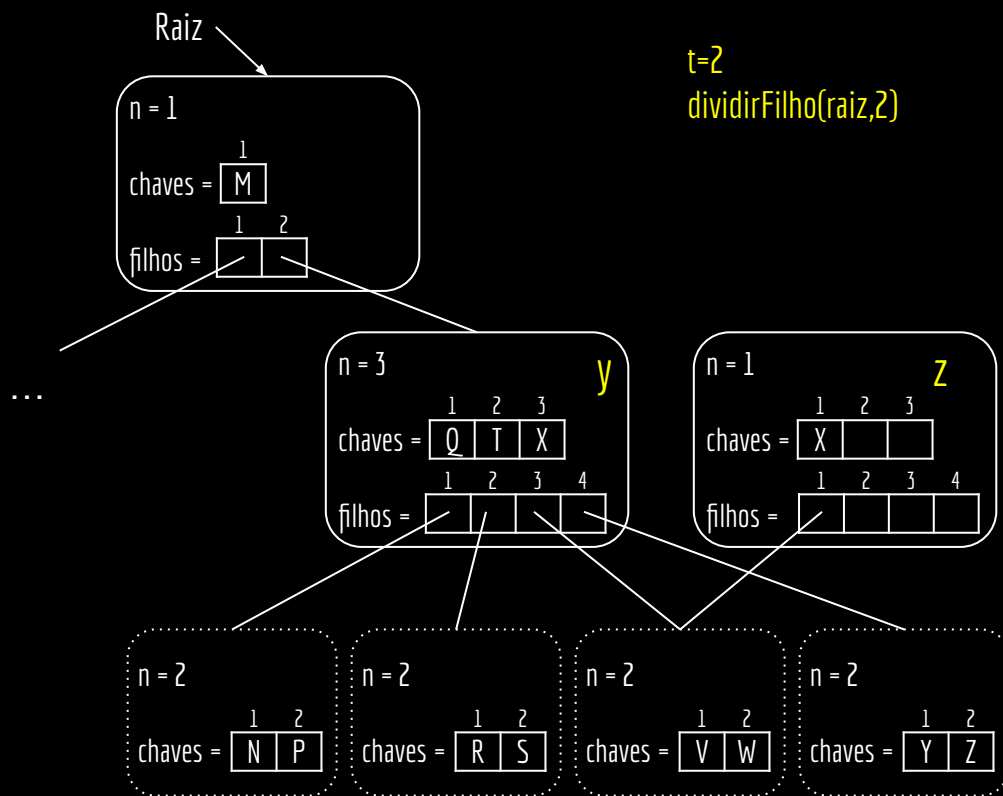 Raiz
t=2
dividirFilho(raiz,2)
n = 1
1
chaves = M
1 2
filhos =
...
n = 3 y
1 2 3
chaves = Q T X
1 2 3 4
filhos =
n = 1 z
1 2 3
chaves = X
1 2 3 4
filhos =
n = 2
1 2
chaves = N P
n = 2
1 2
chaves = R S
n = 2
1 2
chaves = V W
n = 2
1 2
chaves = Y Z